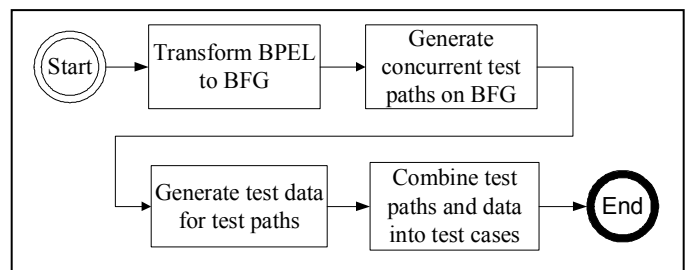 Start
Transform BPEL
to BFG
Generate
concurrent test
paths on BFG
Generate test data
for test paths
Combine test
paths and data
into test cases
End